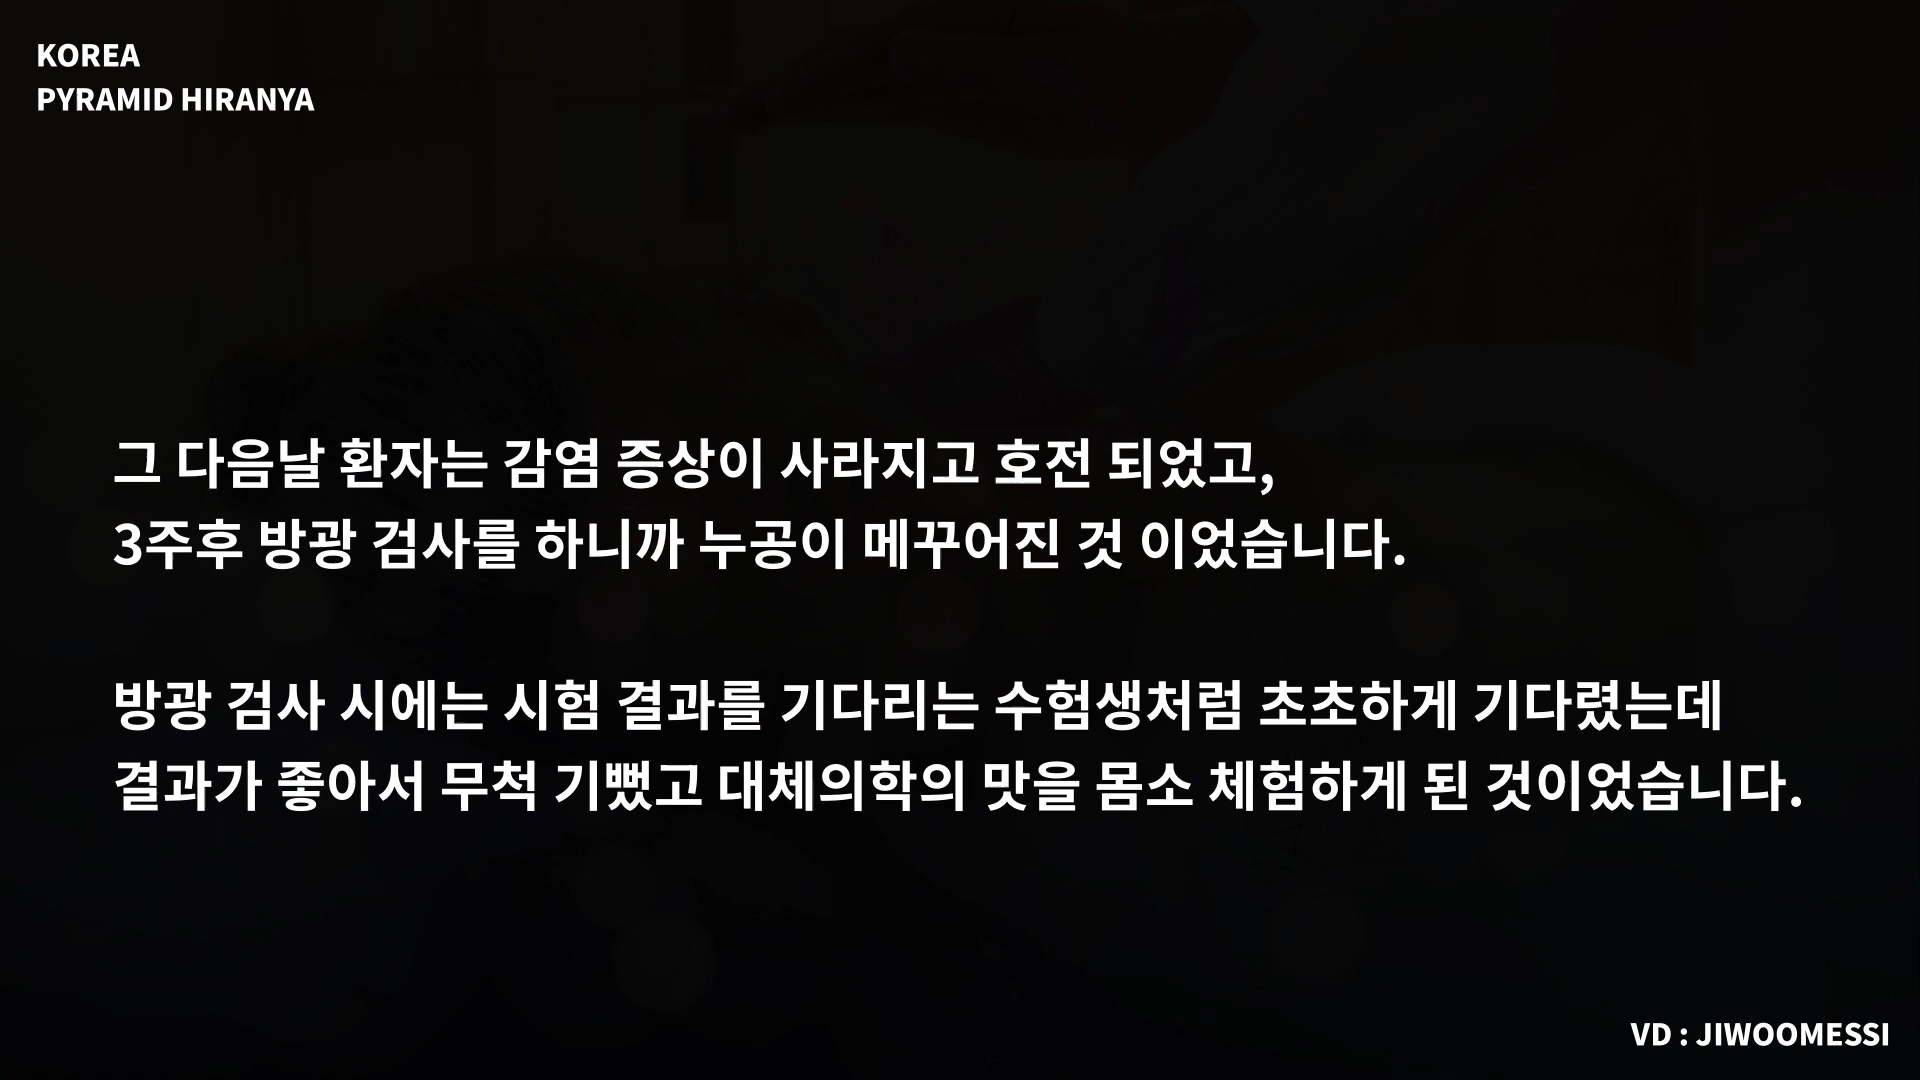 KOREA
PYRAMID HIRANYA
그 다음날 환자는 감염 증상이 사라지고 호전 되었고,
3주후 방광 검사를 하니까 누공이 메꾸어진 것 이었습니다.
방광 검사 시에는 시험 결과를 기다리는 수험생처럼 초초하게 기다렸는데
결과가 좋아서 무척 기뻤고 대체의학의 맛을 몸소 체험하게 된 것이었습니다.
VD : JIWOOMESSI